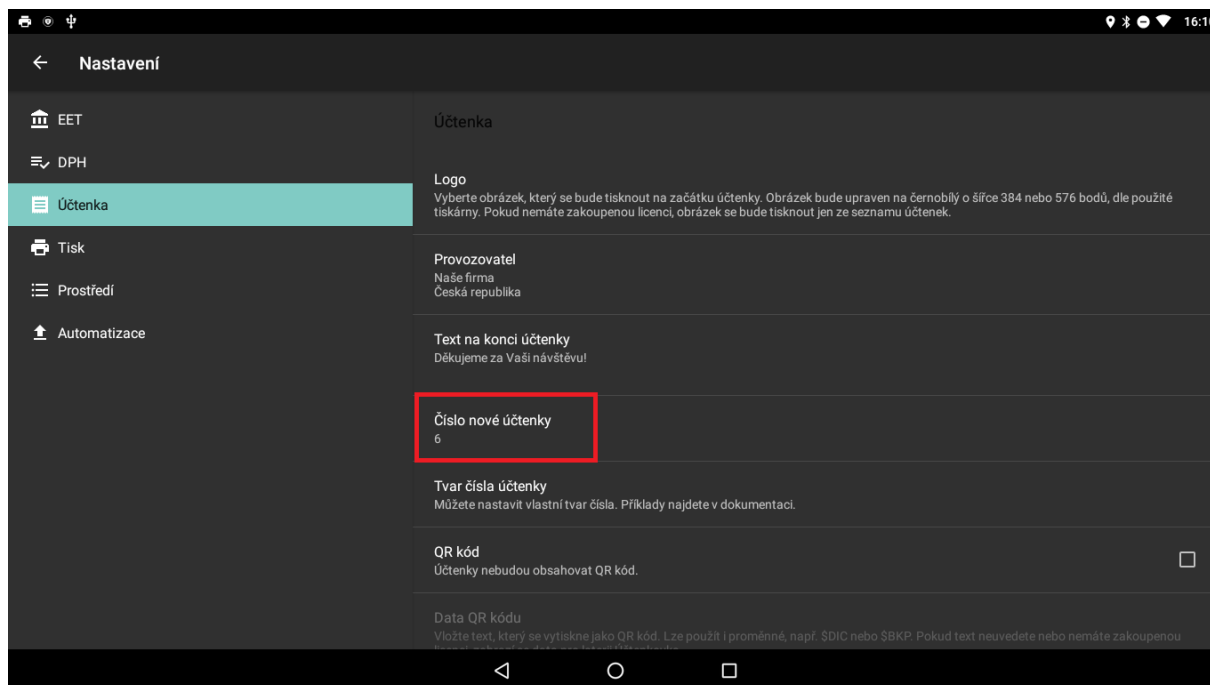 16:1
Nastavení
EET
DPH
Účtenka
Tisk
Prostředí
Automatizace
Účtenka
Logo
Vyberte obrázek, který se bude tisknout na začátku účtenky. Obrázek bude upraven na černobílý o šířce 384 nebo 576 bodů, dle použité
tiskárny. Pokud nemáte zakoupenou licenci, obrázek se bude tisknout jen ze seznamu účtenek.
Provozovatel
Naše firma
Česká republika
Text na konci účtenky
Děkujeme za Vaši návštěvu!
Číslo nové účtenky
6
Tvar čísla účtenky
Můžete nastavit vlastní tvar čísla. Příklady najdete v dokumentaci.
QR kód
Účtenky nebudou obsahovat QR kód.
Data QR kódu
Vložte text, který se vytiskne jako QR kód. Lze použít i proměnné, např. $DIC nebo $BKP. Pokud text neuvedete nebo nemáte zakoupenou